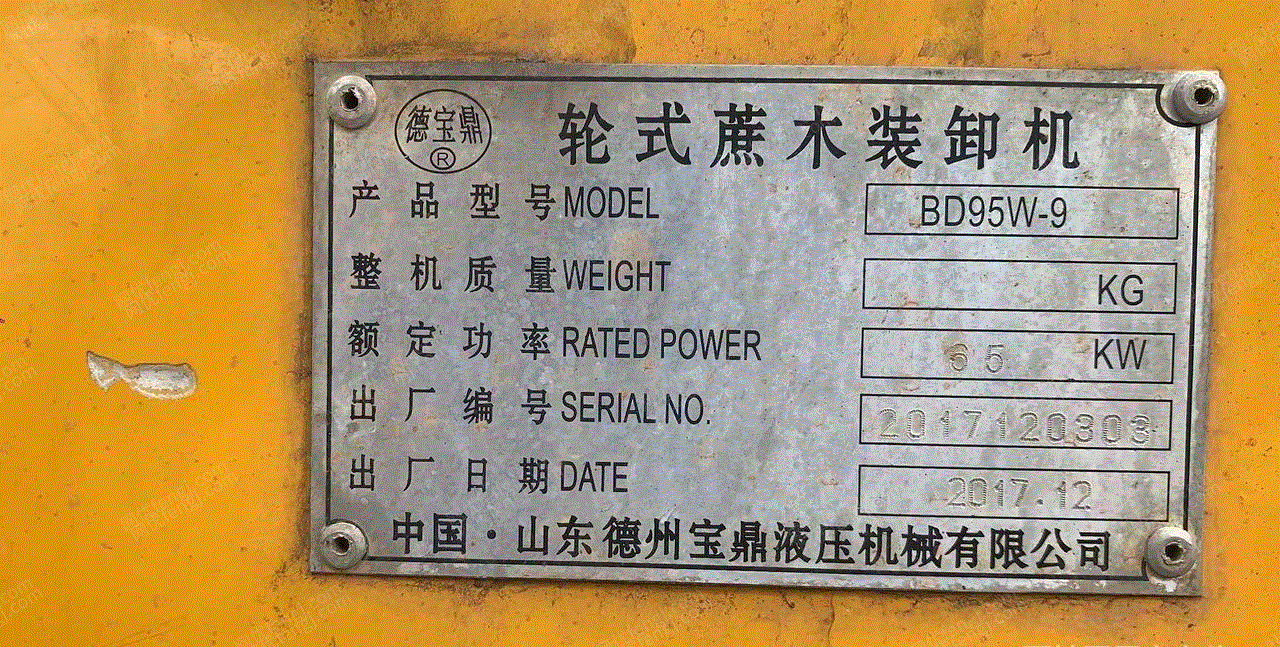 德宝鼎
®
轮式蔗木装卸机
产品型号 MODEL BD95W-9
整机质量 WEIGHT KG
额定功率 RATED POWER 65 KW
出厂编号 SERIAL NO. 2017120303
出厂日期 DATE 2017.12
中国·山东德州宝鼎液压机械有限公司